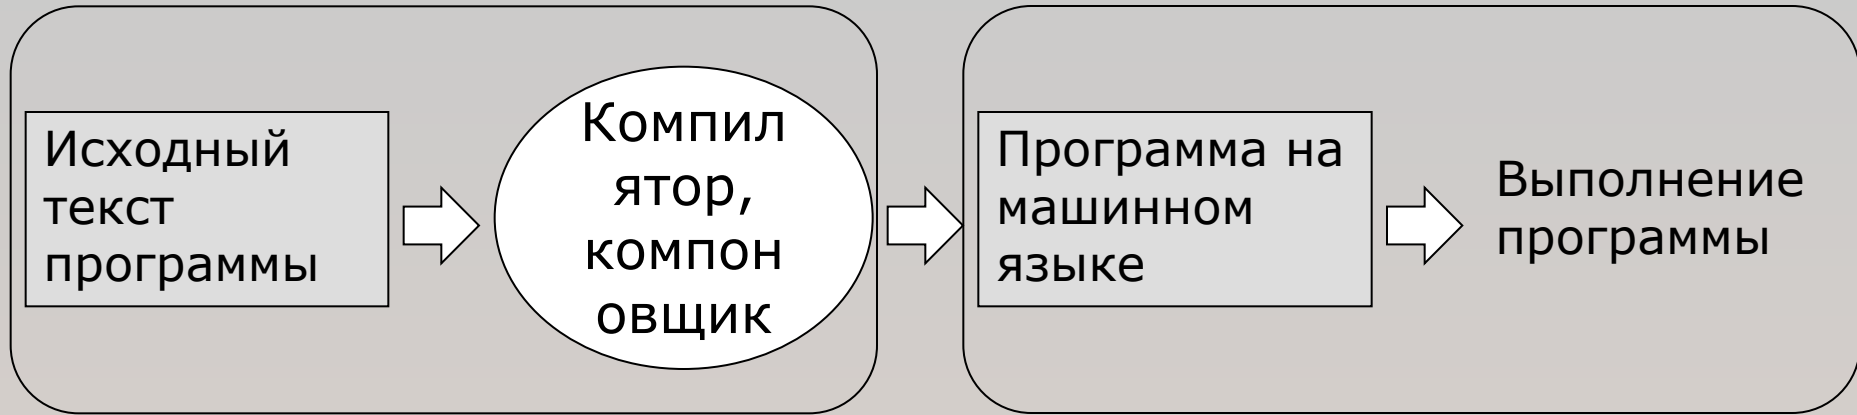 Исходный
текст
программы
Компил
ятор,
компон
овщик
Программа на
машинном
языке
Выполнение
программы